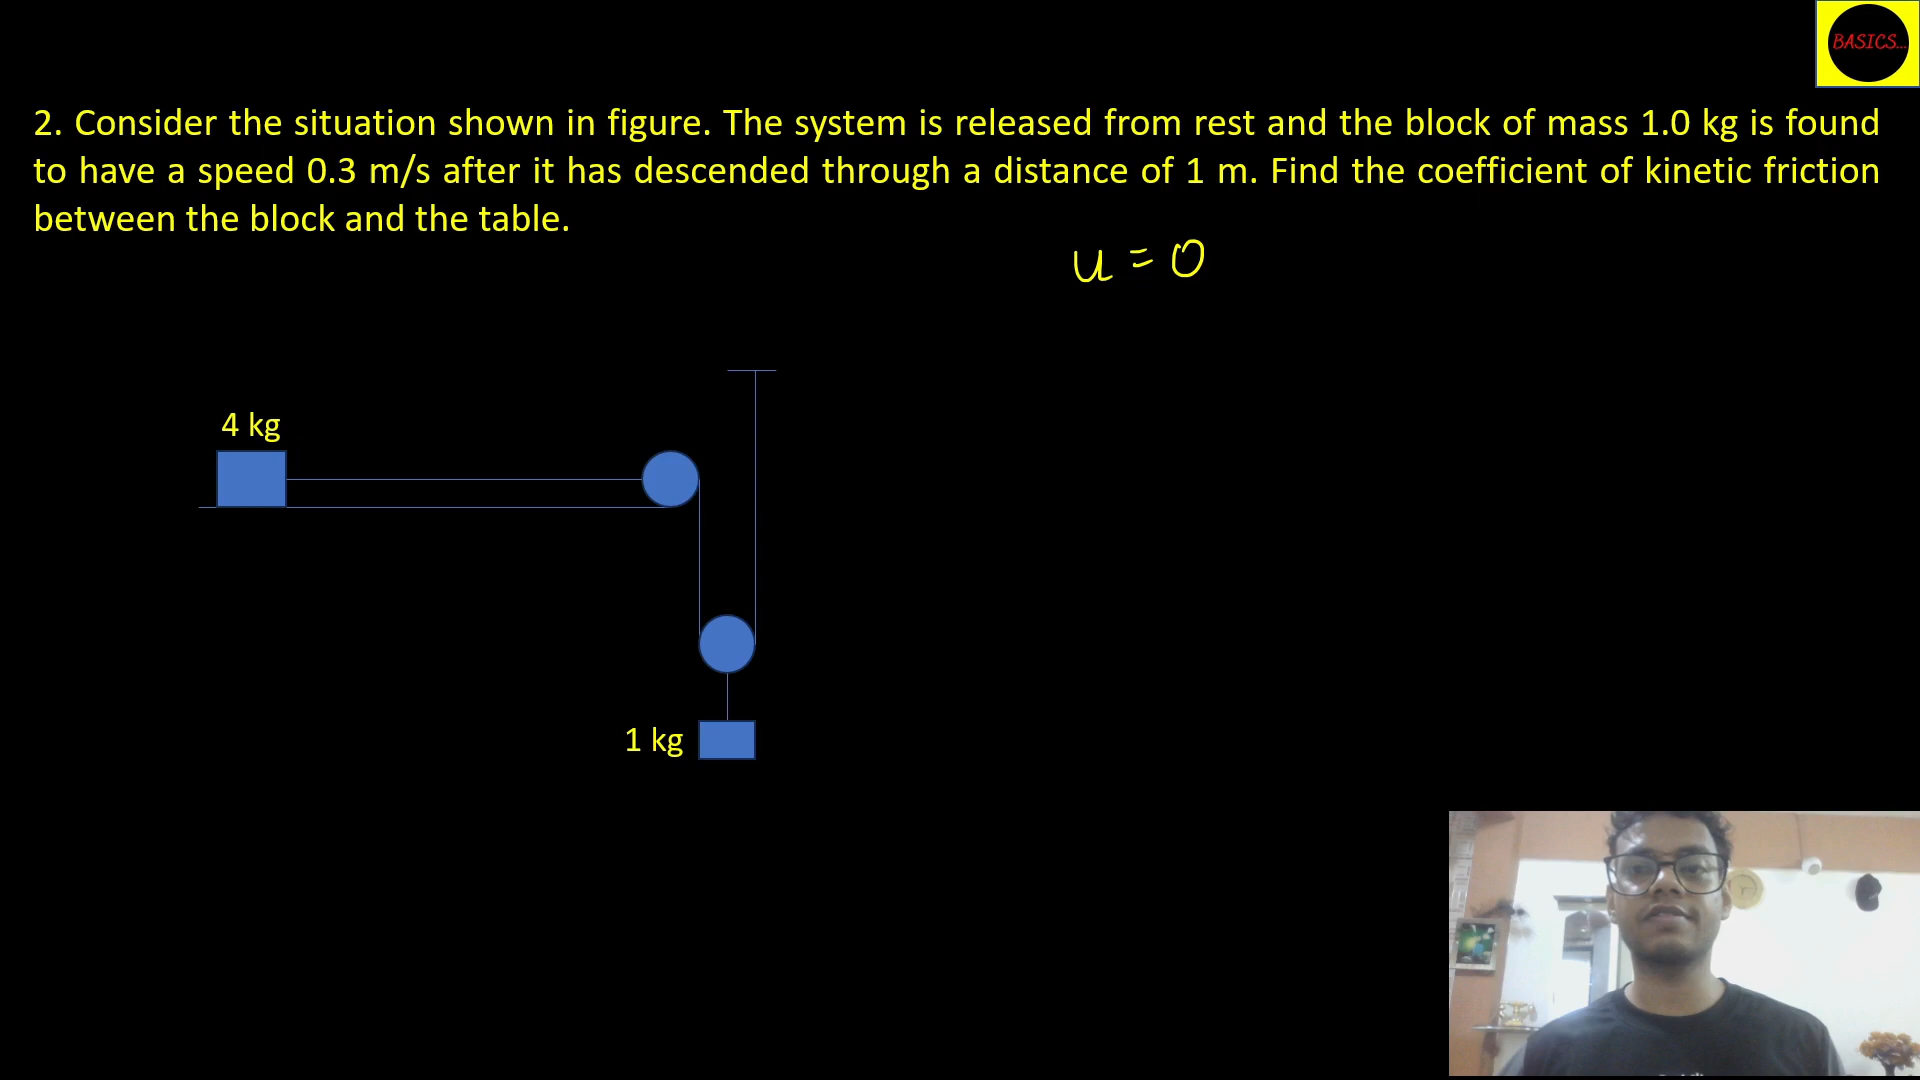 BASICS...
2. Consider the situation shown in figure. The system is released from rest and the block of mass 1.0 kg is found
to have a speed 0.3 m/s after it has descended through a distance of 1 m. Find the coefficient of kinetic friction
between the block and the table.
u = 0
4 kg
1 kg